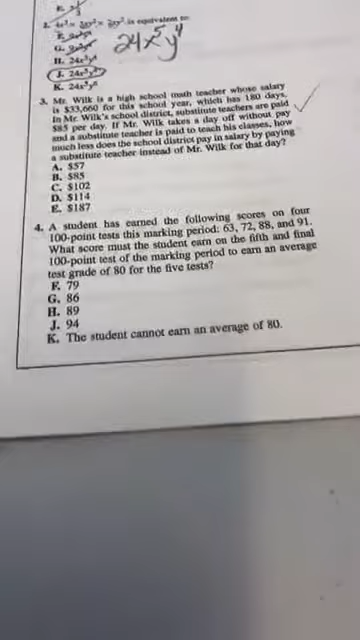 is equivalent to:
24x⁵y⁴
3. Mr. Wilk is a high school math teacher whose salary
is $33,660 for this school year, which has 180 days.
In Mr. Wilk's school district, substitute teachers are paid
$85 per day. If Mr. Wilk takes a day off without pay
and a substitute teacher is paid to teach his classes, how
much less does the school district pay in salary by paying
a substitute teacher instead of Mr. Wilk for that day?
A. $57
B. $85
C. $102
D. $114
E. $187
4. A student has earned the following scores on four
100-point tests this marking period: 63, 72, 88, and 91.
What score must the student earn on the fifth and final
100-point test of the marking period to earn an average
test grade of 80 for the five tests?
F. 79
G. 86
H. 89
J. 94
K. The student cannot earn an average of 80.